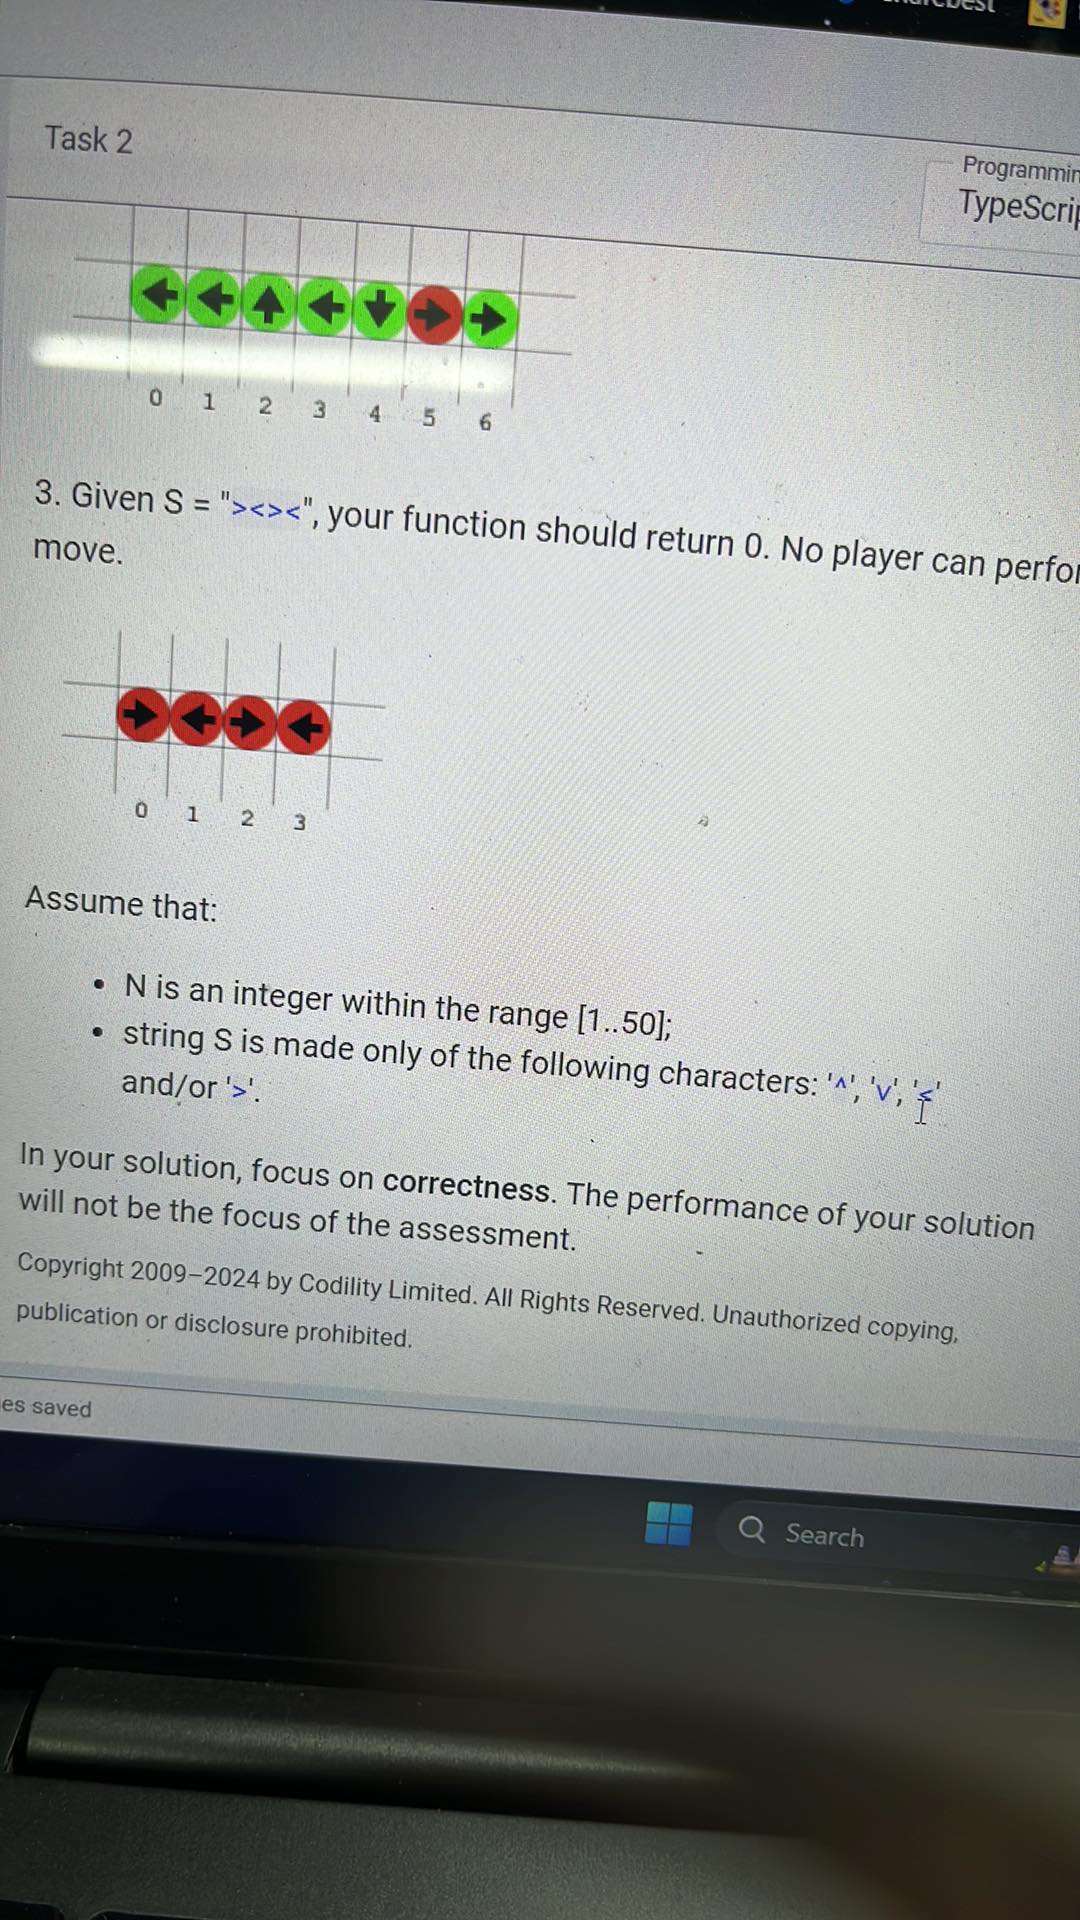 Task 2
TypeScrip
0 1 2 3 4 5 6
3. Given S = "><><", your function should return 0. No player can perfor
move.
0 1 2 3
Assume that:
• N is an integer within the range [1..50];
• string S is made only of the following characters: '^', 'v', '<'
and/or '>'.
In your solution, focus on correctness. The performance of your solution
will not be the focus of the assessment.
Copyright 2009–2024 by Codility Limited. All Rights Reserved. Unauthorized copying,
publication or disclosure prohibited.
es saved
Search